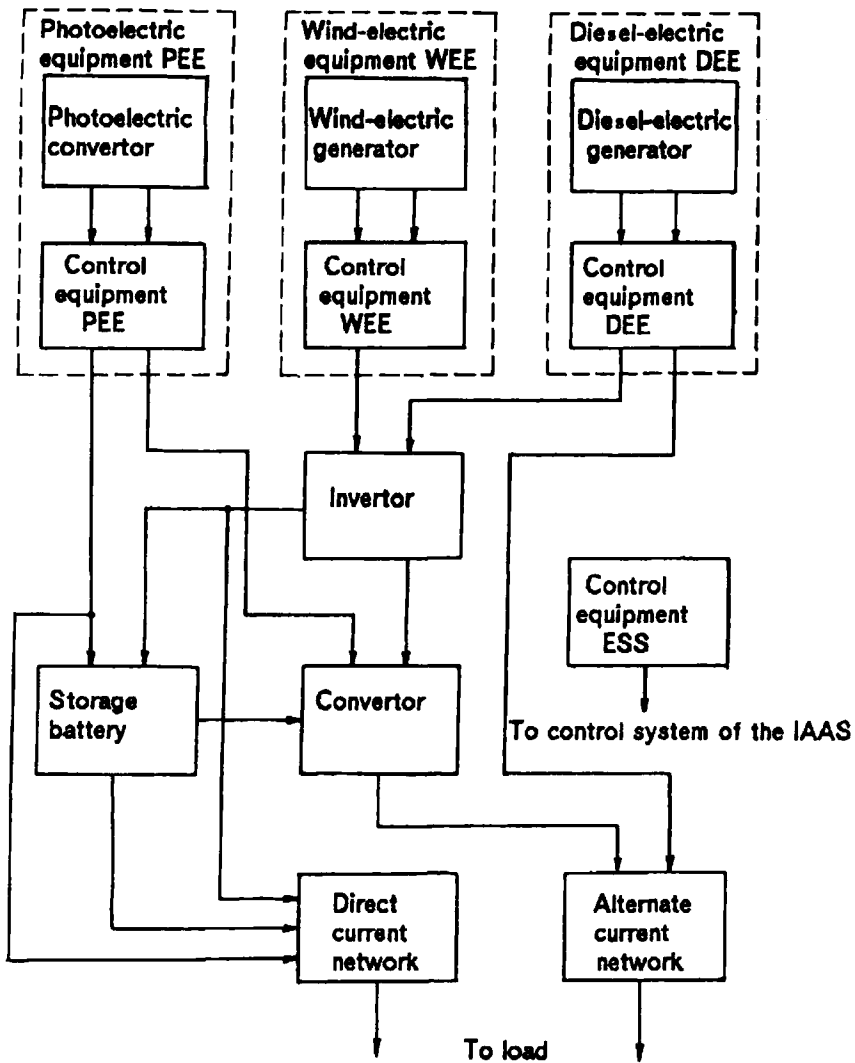 Photoelectric
equipment PEE
Wind-electric
equipment WEE
Diesel-electric
equipment DEE
Photoelectric
convertor
Wind-electric
generator
Diesel-electric
generator
Control
equipment
PEE
Control
equipment
WEE
Control
equipment
DEE
Invertor
Control
equipment
ESS
Storage
battery
Convertor
To control system of the IAAS
Direct
current
network
Alternate
current
network
To load